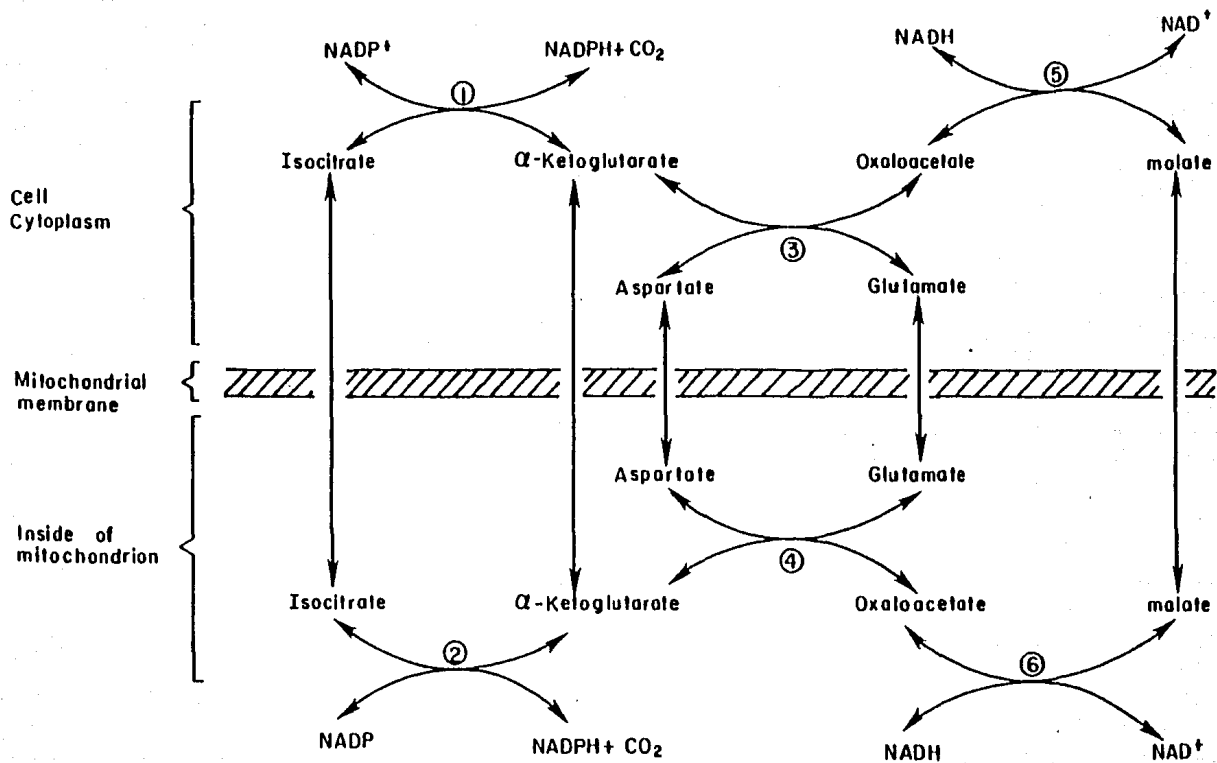 NADP+
NADPH+ CO2
NADH
NAD+
①
⑤
Isocitrate
α-Ketoglutarate
Oxaloacetate
malate
Cell
Cytoplasm
③
Aspartate
Glutamate
Mitochondrial
membrane
Aspartate
Glutamate
Inside of
mitochondrion
④
Isocitrate
α-Ketoglutarate
Oxaloacetate
malate
②
⑥
NADP
NADPH+ CO2
NADH
NAD+